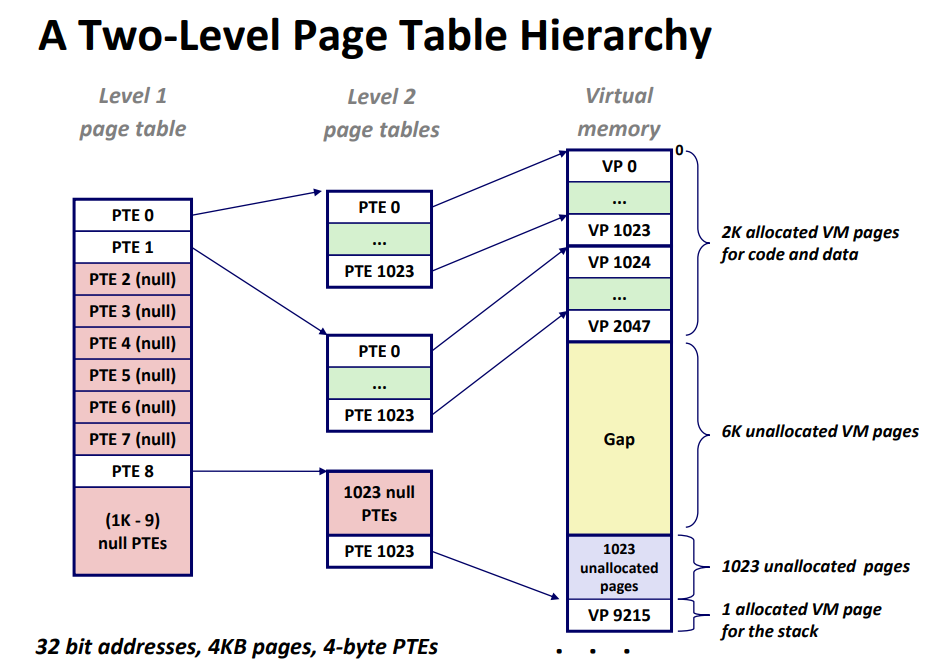 A Two-Level Page Table Hierarchy
Level 1
page table
Level 2
page tables
Virtual
memory
PTE 0
PTE 1
PTE 2 (null)
PTE 3 (null)
PTE 4 (null)
PTE 5 (null)
PTE 6 (null)
PTE 7 (null)
PTE 8
(1K - 9)
null PTEs
PTE 0
...
PTE 1023
PTE 0
...
PTE 1023
1023 null
PTEs
PTE 1023
0
VP 0
...
VP 1023
VP 1024
...
VP 2047
Gap
1023
unallocated
pages
VP 9215
2K allocated VM pages
for code and data
6K unallocated VM pages
1023 unallocated pages
1 allocated VM page
for the stack
32 bit addresses, 4KB pages, 4-byte PTEs
. . .